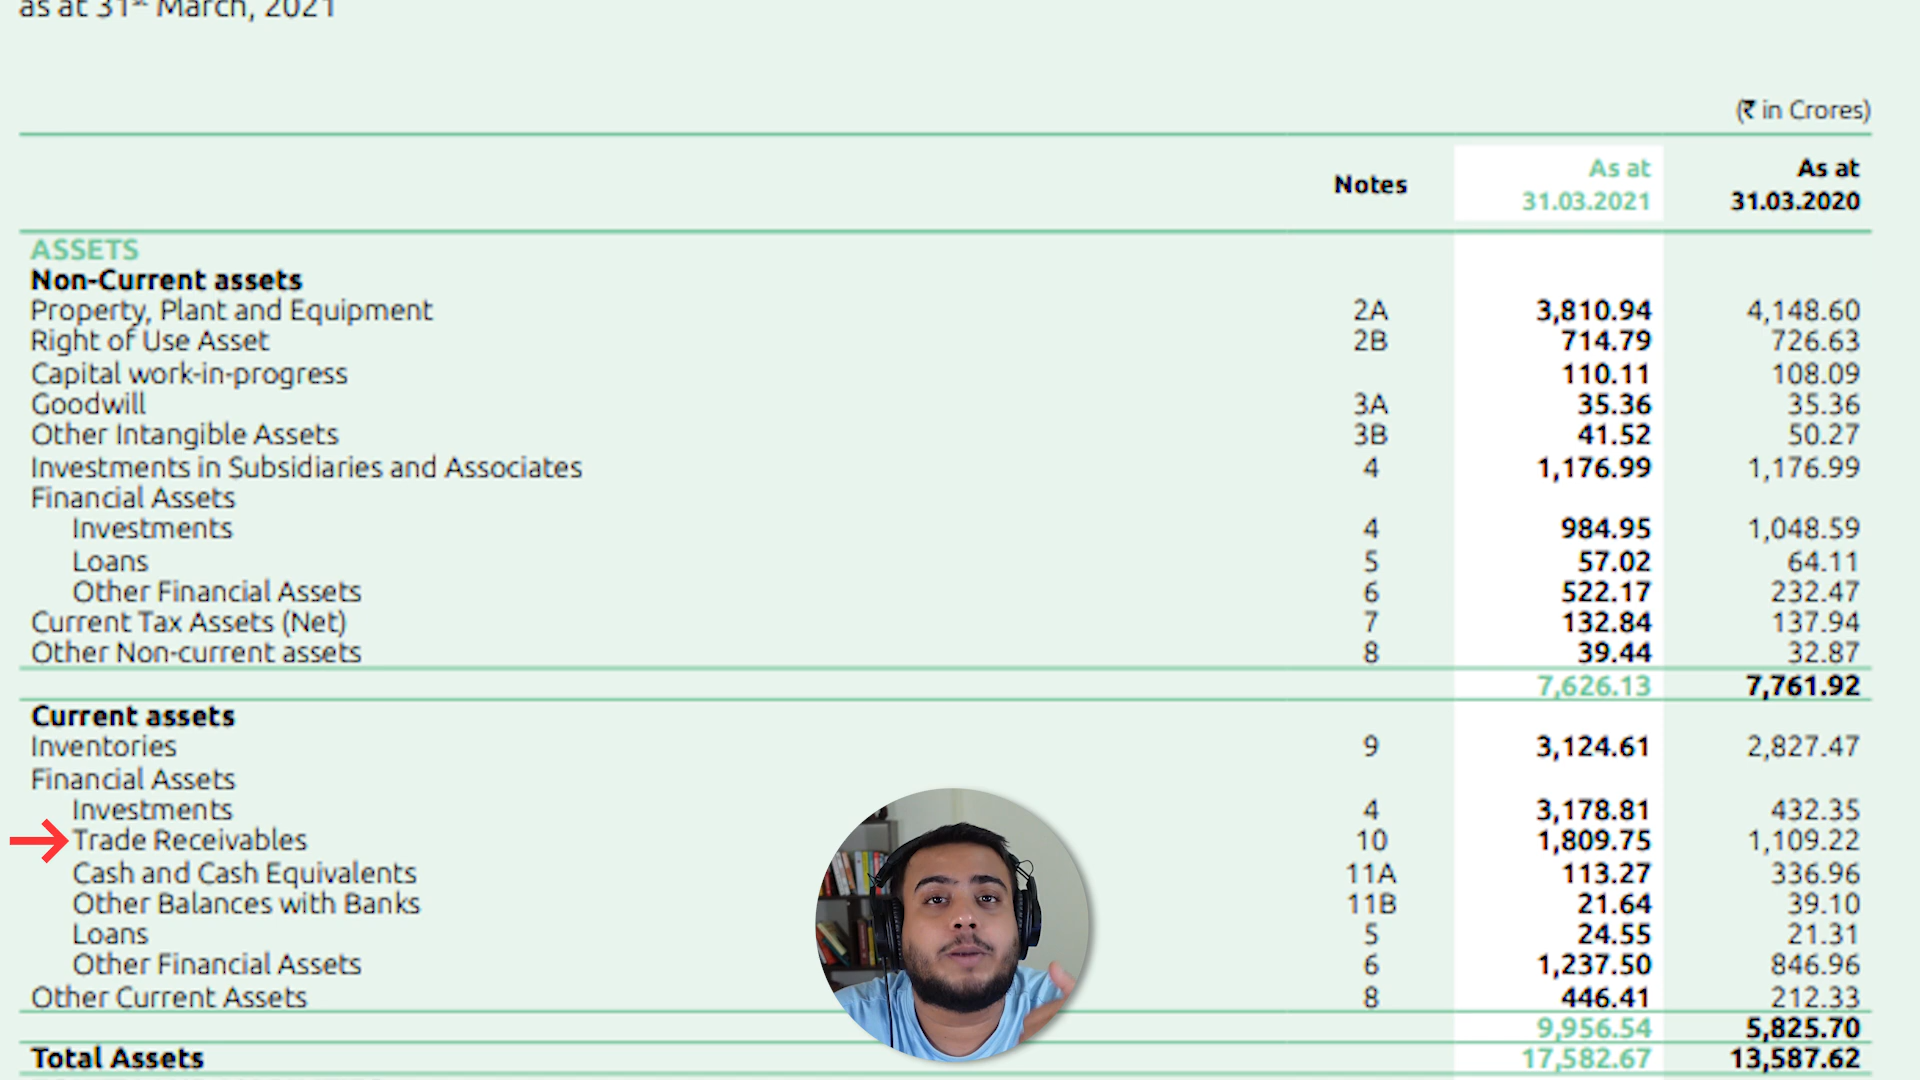 as at 31st March, 2021
(₹ in Crores)
Notes As at 31.03.2021 As at 31.03.2020
ASSETS
Non-Current assets
Property, Plant and Equipment 2A 3,810.94 4,148.60
Right of Use Asset 2B 714.79 726.63
Capital work-in-progress 110.11 108.09
Goodwill 3A 35.36 35.36
Other Intangible Assets 3B 41.52 50.27
Investments in Subsidiaries and Associates 4 1,176.99 1,176.99
Financial Assets
Investments 4 984.95 1,048.59
Loans 5 57.02 64.11
Other Financial Assets 6 522.17 232.47
Current Tax Assets (Net) 7 132.84 137.94
Other Non-current assets 8 39.44 32.87
7,626.13 7,761.92
Current assets
Inventories 9 3,124.61 2,827.47
Financial Assets
Investments 4 3,178.81 432.35
Trade Receivables 10 1,809.75 1,109.22
Cash and Cash Equivalents 11A 113.27 336.96
Other Balances with Banks 11B 21.64 39.10
Loans 5 24.55 21.31
Other Financial Assets 6 1,237.50 846.96
Other Current Assets 8 446.41 212.33
9,956.54 5,825.70
Total Assets 17,582.67 13,587.62